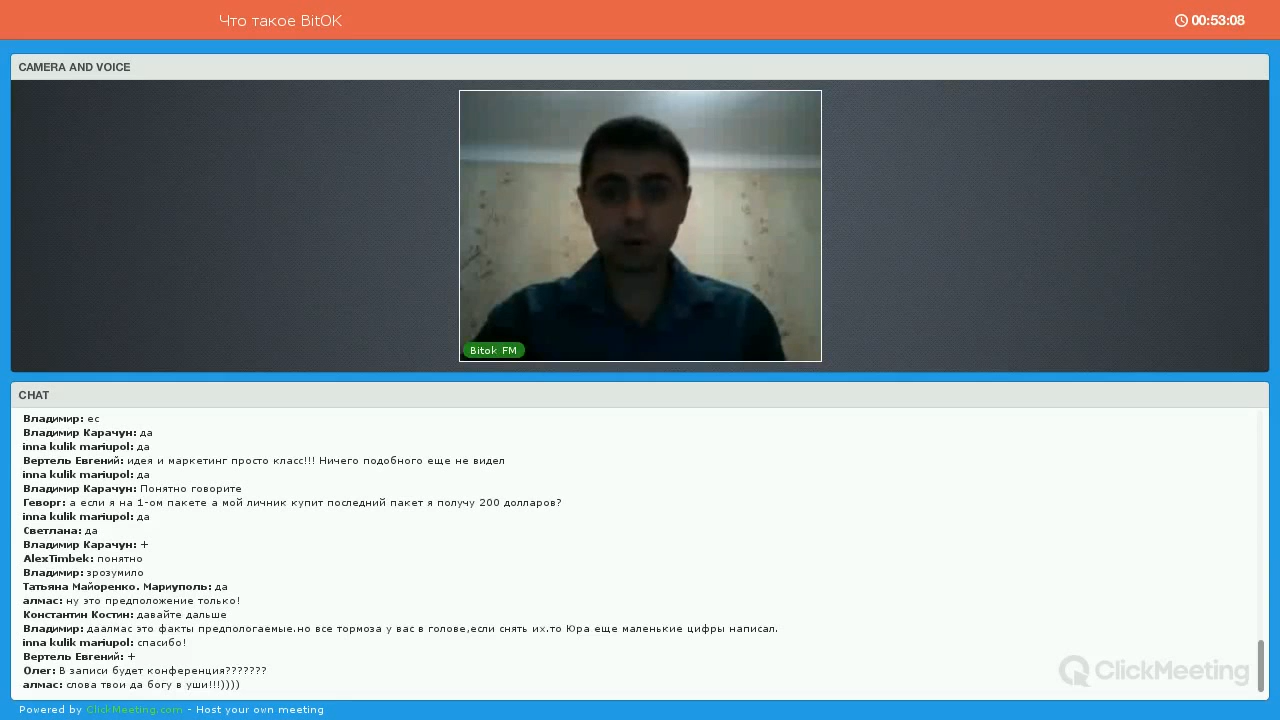 Что такое BitOK
00:53:08
CAMERA AND VOICE
Bitok FM
CHAT
Владимир: ес
Владимир Карачун: да
inna kulik mariupol: да
Вертель Евгений: идея и маркетинг просто класс!!! Ничего подобного еще не видел
inna kulik mariupol: да
Владимир Карачун: Понятно говорите
Геворг: а если я на 1-ом пакете а мой личник купит последний пакет я получу 200 долларов?
inna kulik mariupol: да
Светлана: да
Владимир Карачун: +
AlexTimbek: понятно
Владимир: зрозумило
Татьяна Майоренко. Мариуполь: да
алмас: ну это предположение только!
Константин Костин: давайте дальше
Владимир: даалмас это факты предпологаемые.но все тормоза у вас в голове,если снять их.то Юра еще маленькие цифры написал.
inna kulik mariupol: спасибо!
Вертель Евгений: +
Олег: В записи будет конференция???????
алмас: слова твои да богу в уши!!!))))
ClickMeeting
Powered by ClickMeeting.com - Host your own meeting